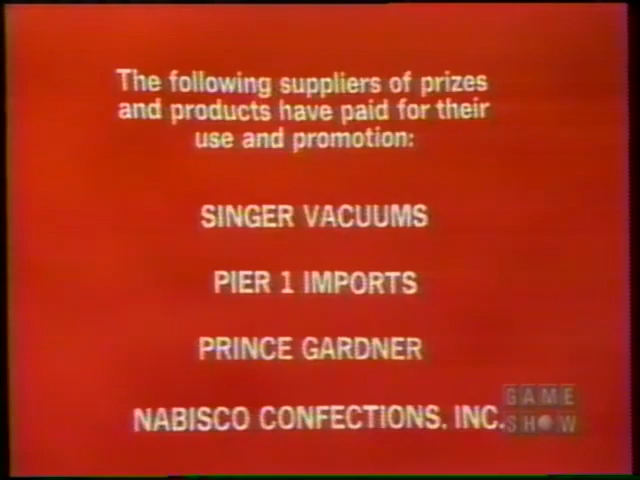 The following suppliers of prizes
and products have paid for their
use and promotion:
SINGER VACUUMS
PIER 1 IMPORTS
PRINCE GARDNER
NABISCO CONFECTIONS, INC.
GAME
SHOW